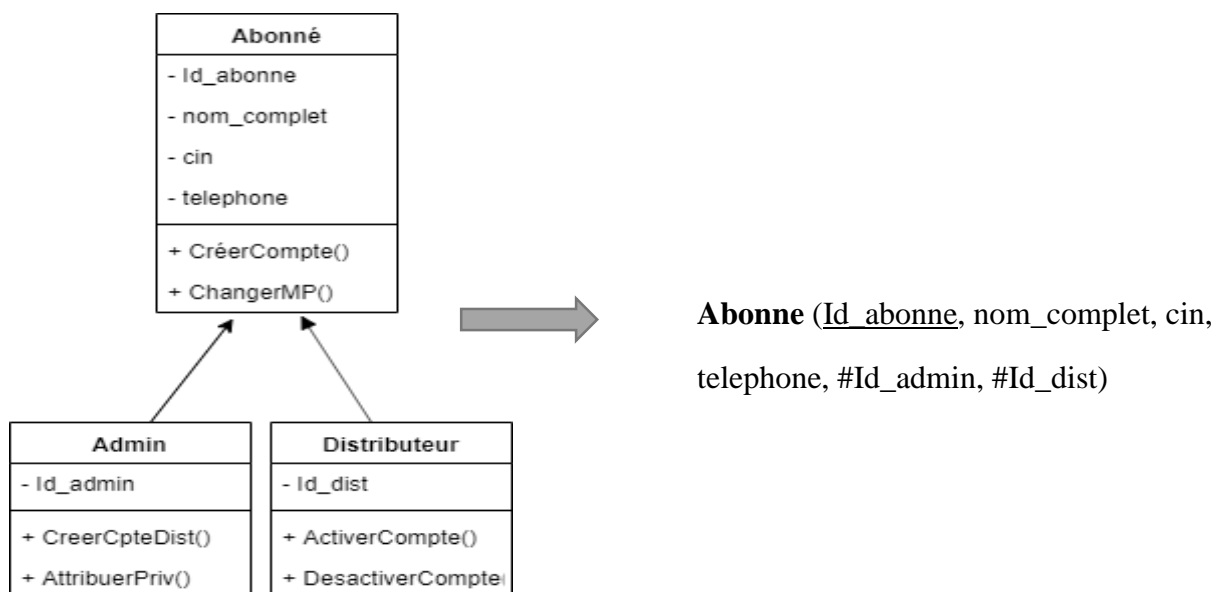 Abonné
- Id_abonne
- nom_complet
- cin
- telephone
+ CréerCompte()
+ ChangerMP()
Abonne (Id_abonne, nom_complet, cin,
telephone, #Id_admin, #Id_dist)
Admin
- Id_admin
+ CreerCpteDist()
+ AttribuerPriv()
Distributeur
- Id_dist
+ ActiverCompte()
+ DesactiverCompte(